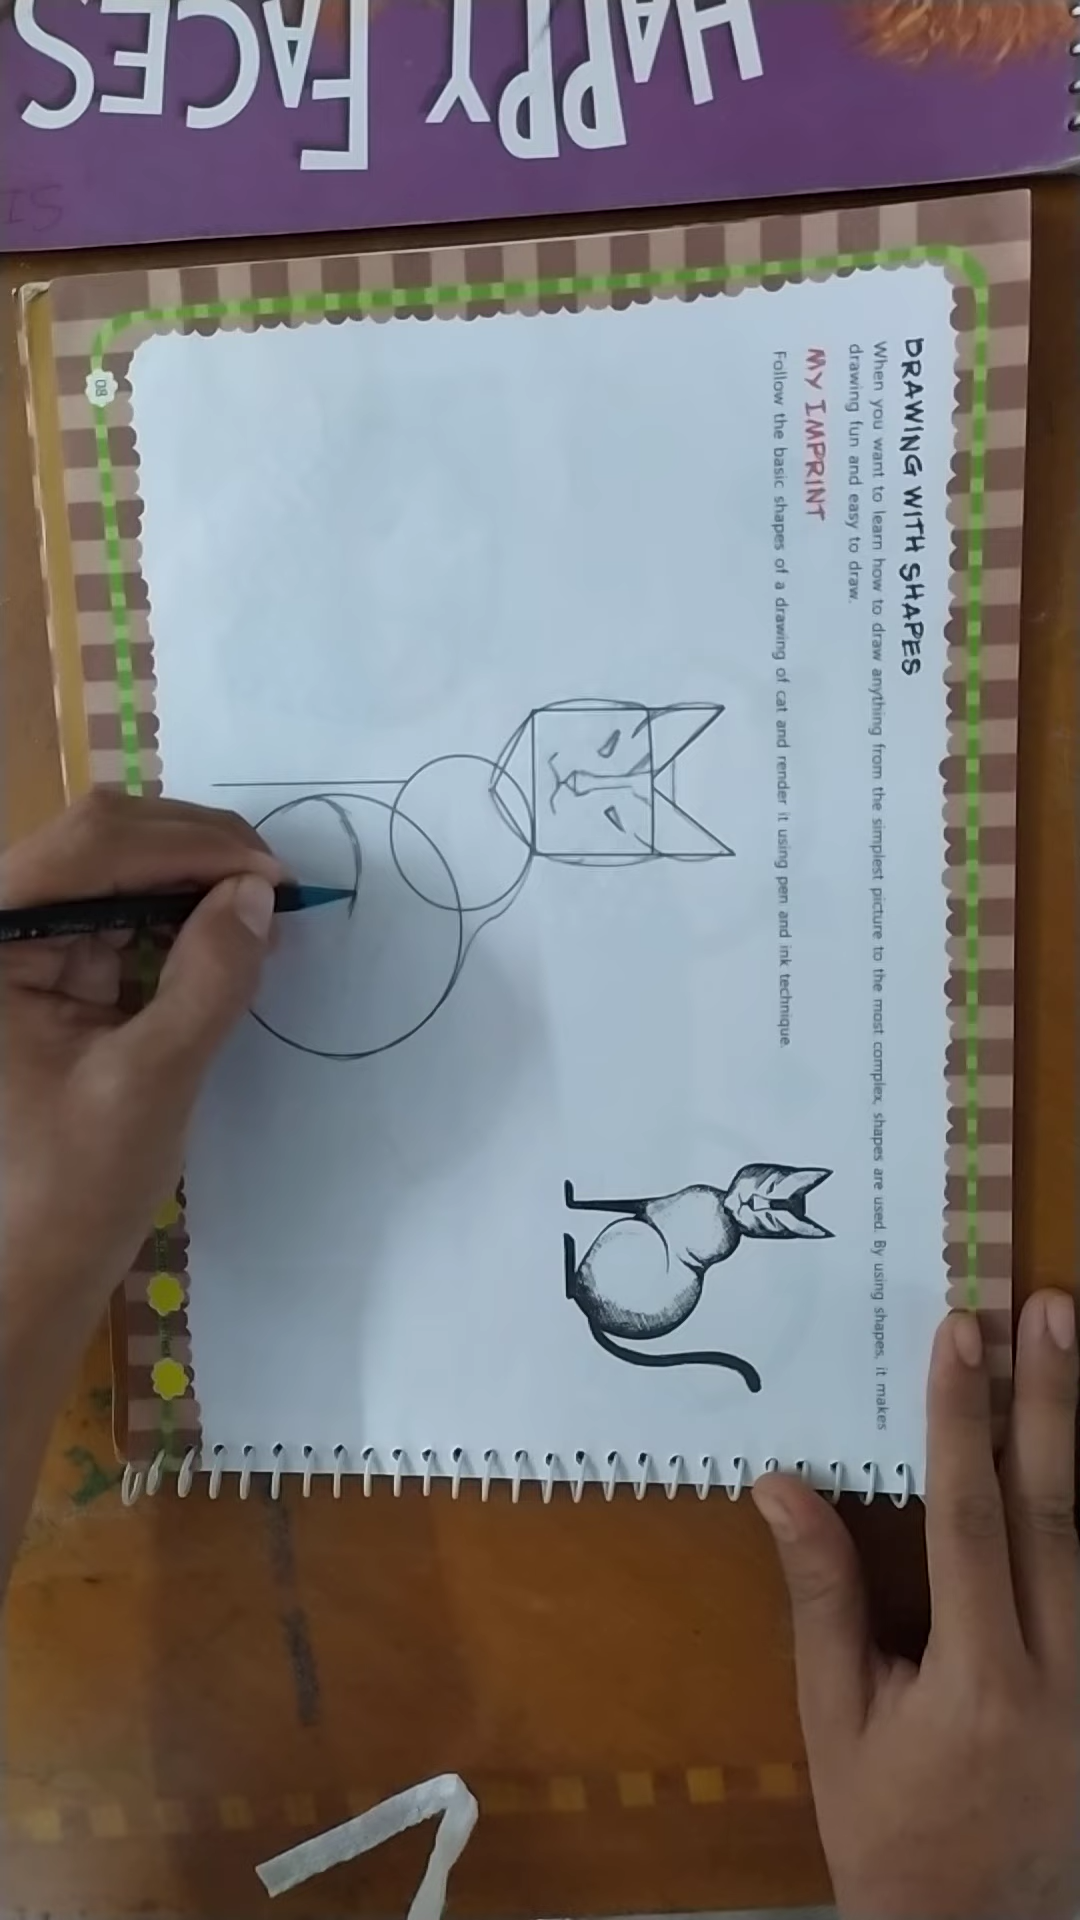 HAPPY FACES
DRAWING WITH SHAPES
When you want to learn how to draw anything from the simplest picture to the most complex, shapes are used. By using shapes, it makes
drawing fun and easy to draw.
MY IMPRINT
Follow the basic shapes of a drawing of cat and render it using pen and ink technique.
08